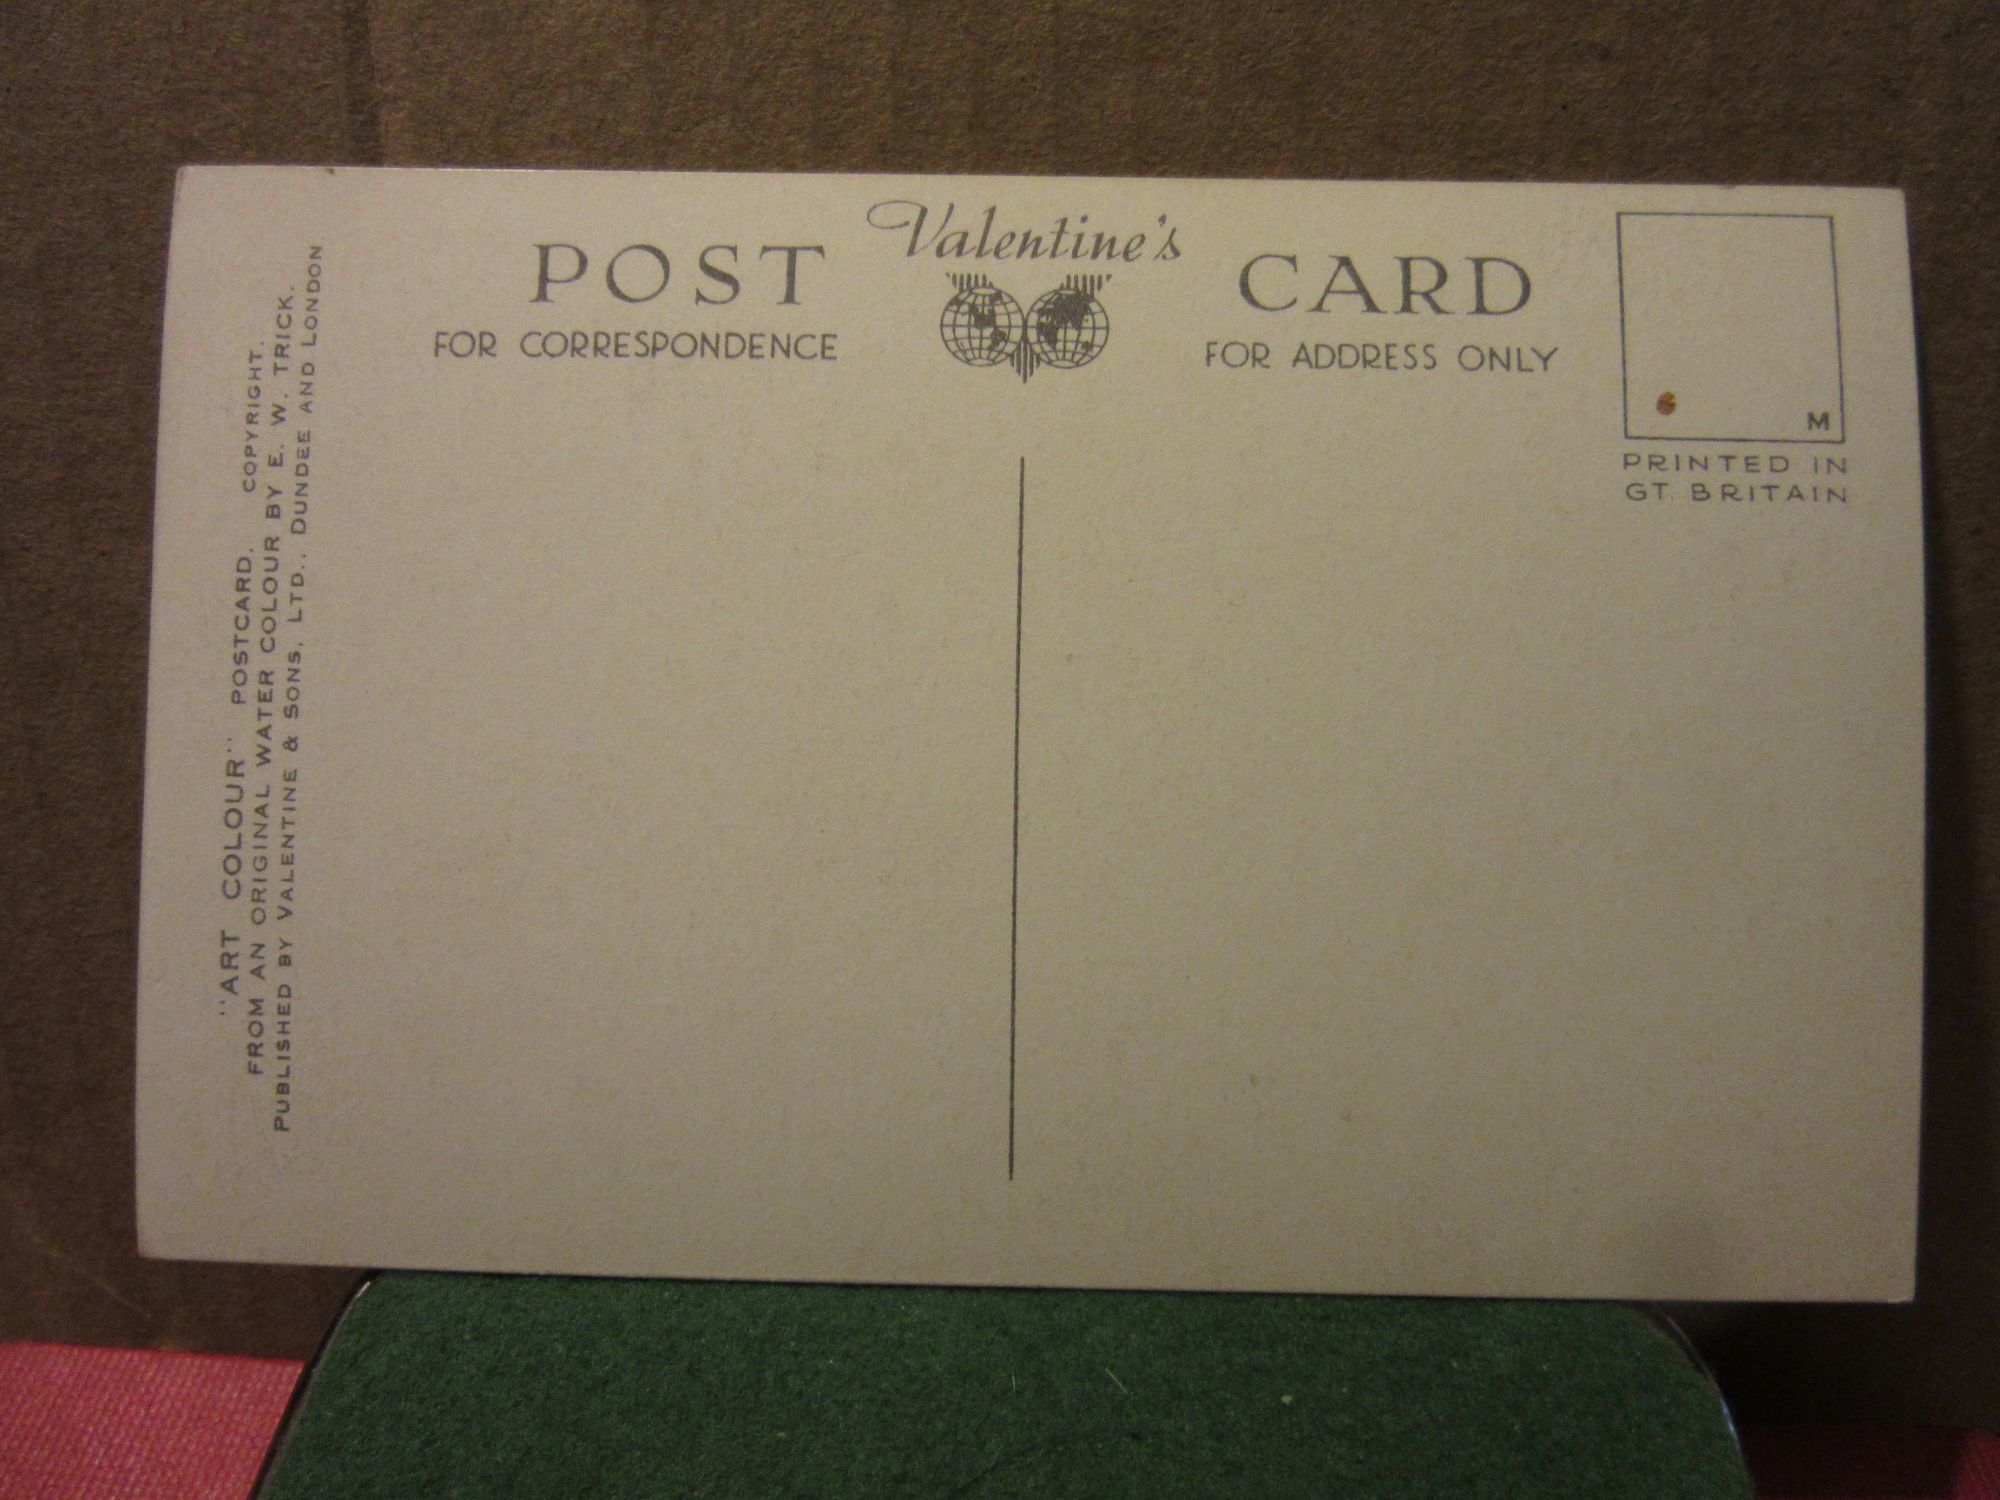 Valentine's
POST CARD
FOR CORRESPONDENCE
FOR ADDRESS ONLY
M
PRINTED IN
GT. BRITAIN
"ART COLOUR" POSTCARD. COPYRIGHT.
FROM AN ORIGINAL WATER COLOUR BY E. W. TRICK.
PUBLISHED BY VALENTINE & SONS, LTD., DUNDEE AND LONDON